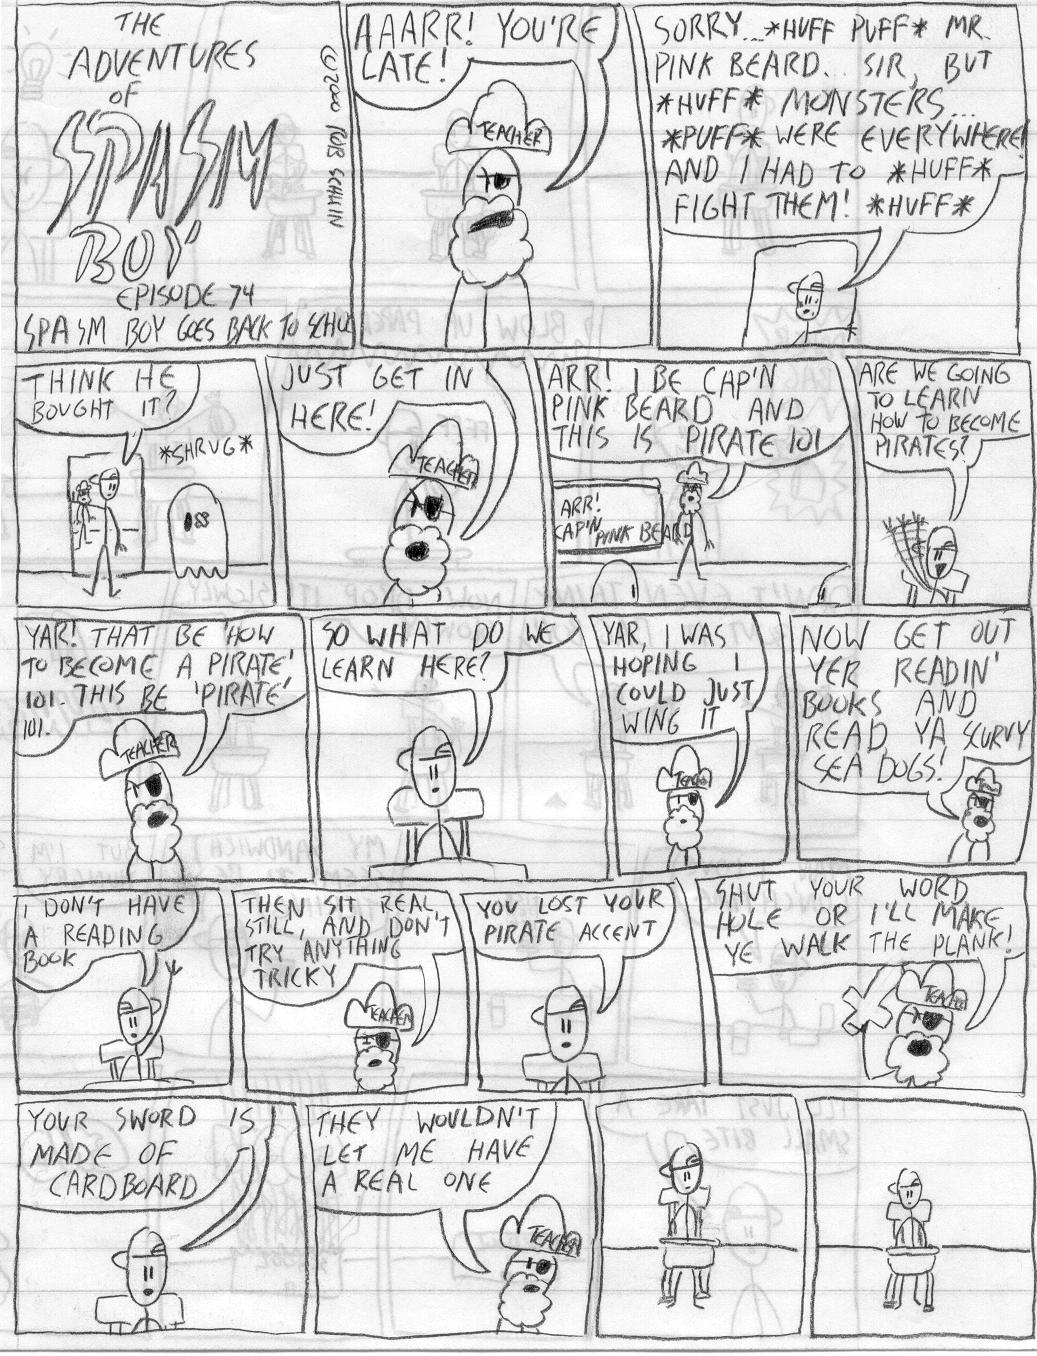 THE
ADVENTURES
OF
SPASM
BOY
EPISODE 74
SPASM BOY GOES BACK TO
(C)2000 ROB
AAARR! YOU'RE
LATE!
TEACHER
SORRY... *HUFF PUFF* MR.
PINK BEARD... SIR, BUT
*HUFF* MONSTERS...
*PUFF* WERE EVERYWHERE!
AND I HAD TO *HUFF*
FIGHT THEM! *HUFF*
THINK HE
BOUGHT IT?
*SHRUG*
JUST GET IN
HERE!
TEACHER
ARR! I BE CAP'N
PINK BEARD AND
THIS IS PIRATE 101
ARR!
CAP'N PINK BEARD
ARE WE GOING
TO LEARN
HOW TO BECOME
PIRATES?
YAR! THAT BE 'HOW
TO BECOME A PIRATE'
101. THIS BE 'PIRATE'
101.
TEACHER
SO WHAT DO WE
LEARN HERE?
YAR, I WAS
HOPING I
COULD JUST
WING IT
TEACHER
NOW GET OUT
YER READIN'
BOOKS AND
READ, YA SCURVY
SEA DOGS!
I DON'T HAVE
A READING
BOOK
THEN SIT REAL
STILL, AND DON'T
TRY ANYTHING
TRICKY
TEACHER
YOU LOST YOUR
PIRATE ACCENT
SHUT YOUR WORD
HOLE OR I'LL MAKE
YE WALK THE PLANK!
TEACHER
YOUR SWORD IS
MADE OF
CARDBOARD
THEY WOULDN'T
LET ME HAVE
A REAL ONE
TEACHER